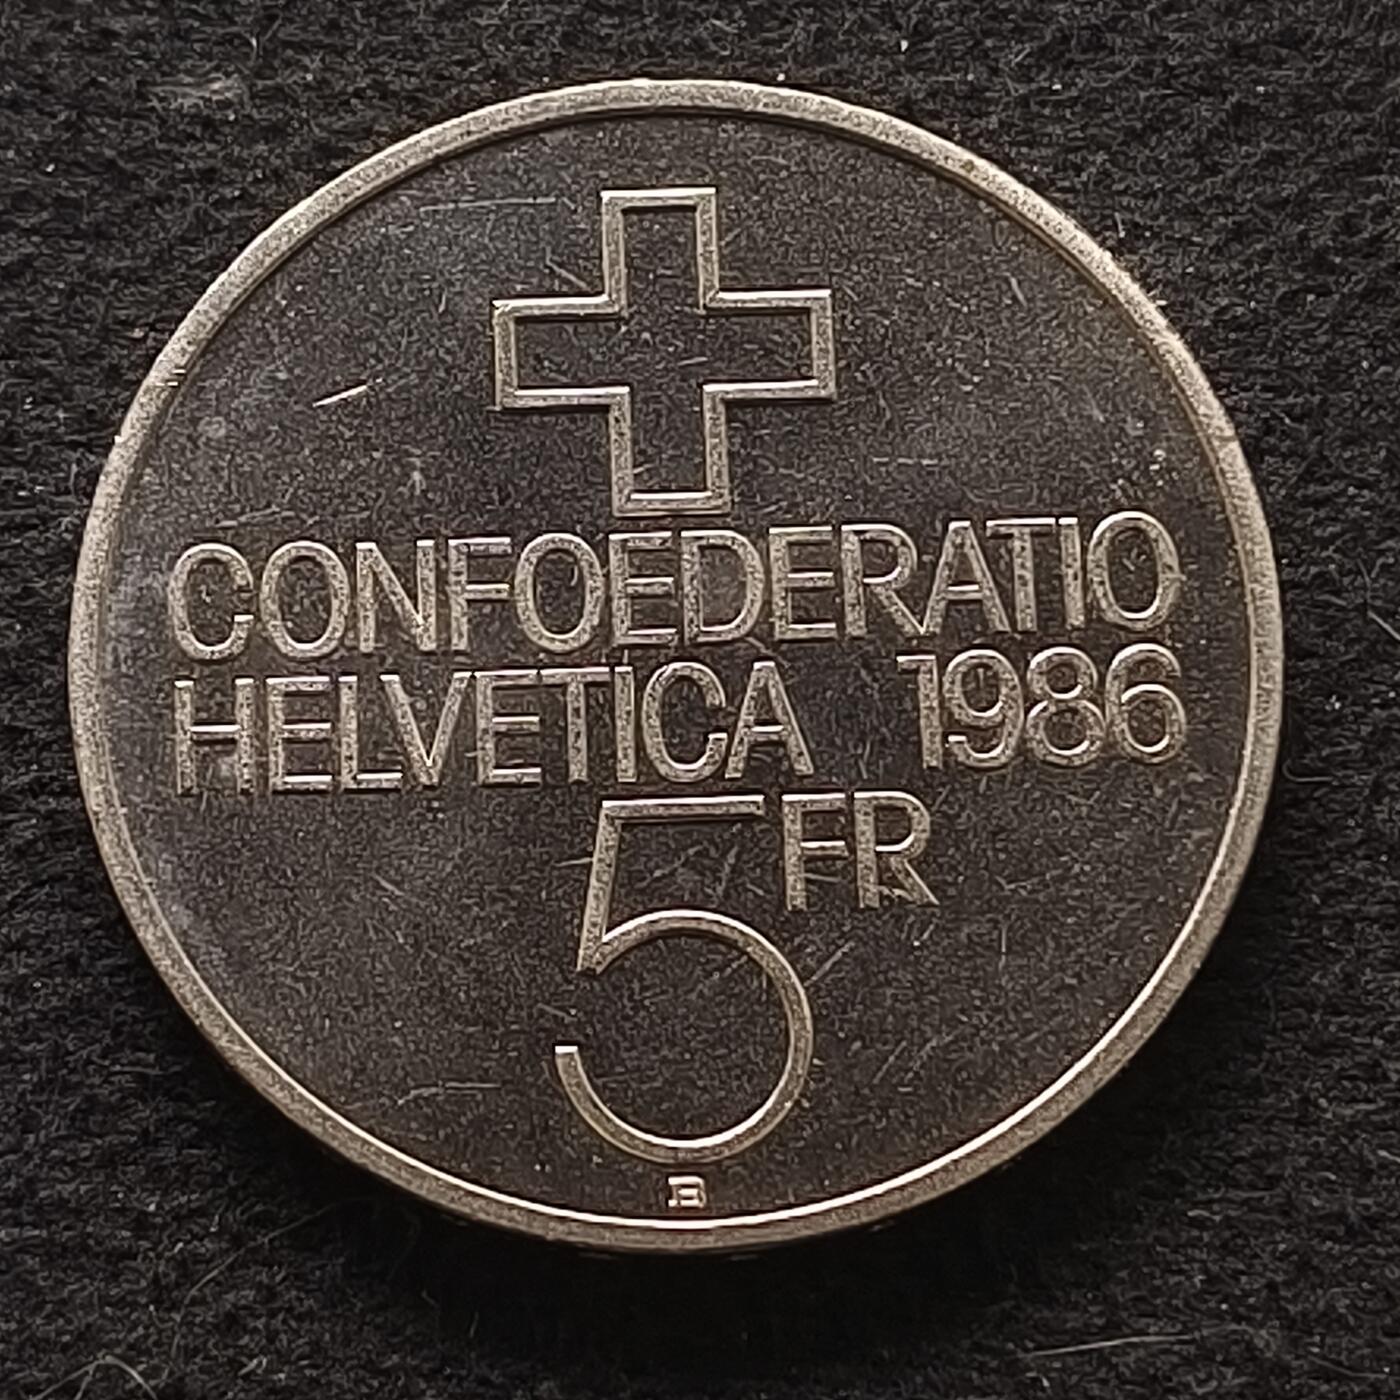 CONFOEDERATIO
HELVETICA 1986
5 FR
B